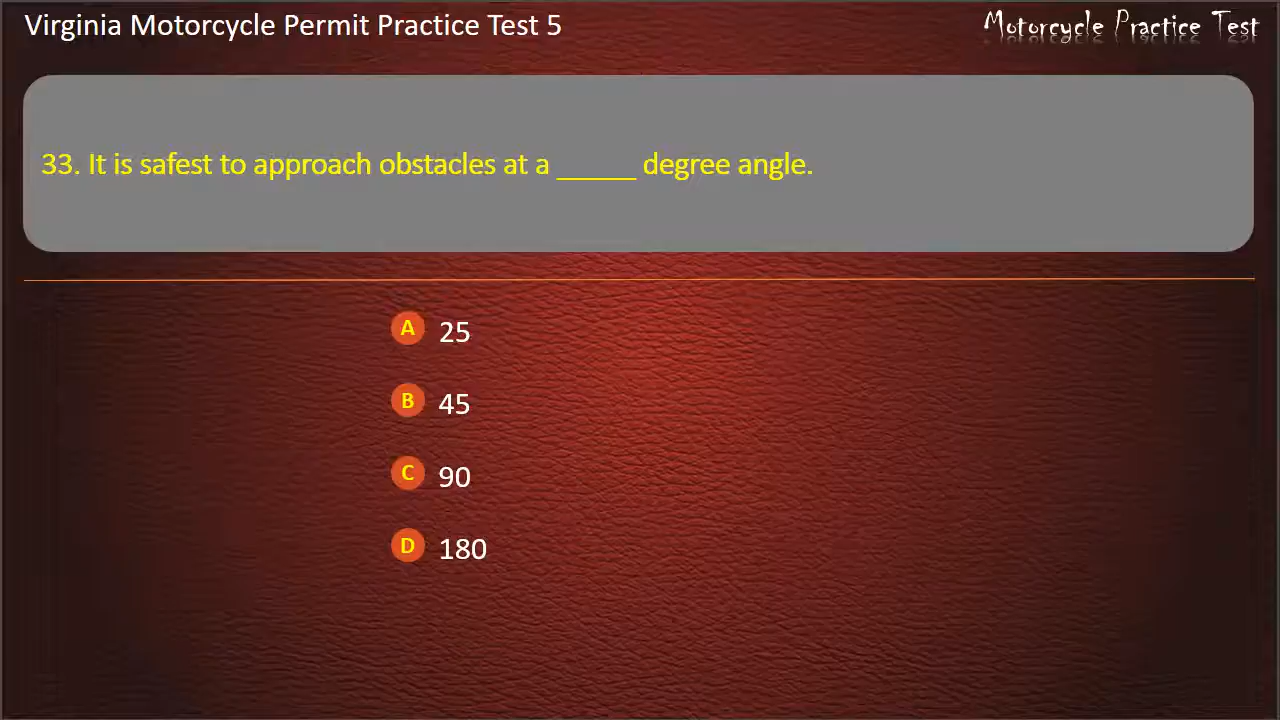 Virginia Motorcycle Permit Practice Test 5
Motorcycle Practice Test
33. It is safest to approach obstacles at a _____ degree angle.
A 25
B 45
C 90
D 180